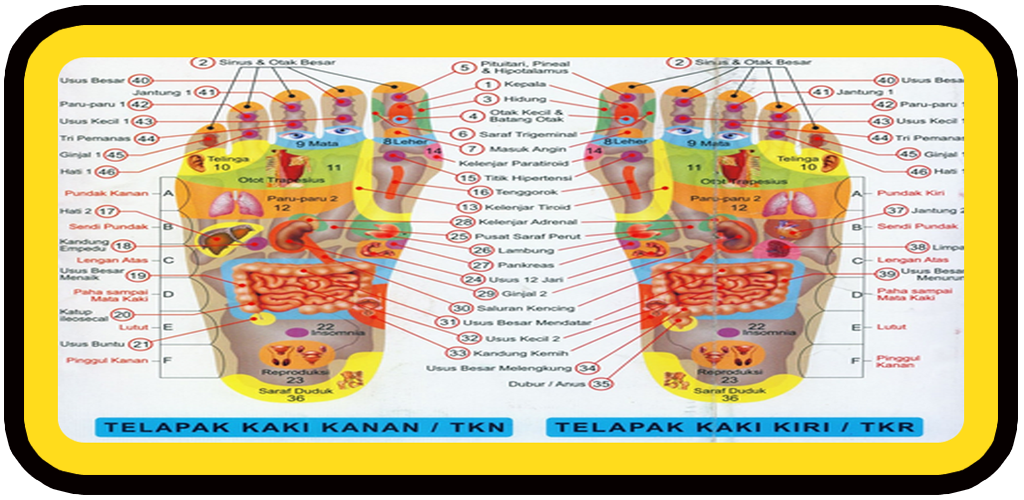 2 Sinus & Otak Besar
Usus Besar 40
Jantung 1 41
Paru-paru 1 42
Usus Kecil 1 43
Tri Pemanas 44
Ginjal 1 45
Hati 1 46
Pundak Kanan A
Hati 2 17
Sendi Pundak B
Kandung
Empedu 18
Lengan Atas C
Usus Besar
Menaik 19
Paha sampai
Mata Kaki D
Katup
Ileosecal 20
Lutut E
Usus Buntu 21
Pinggul Kanan F
Telinga
10
9 Mata
8 Leher
14
11
Otot Trapesius
Paru-paru 2
12
22
Insomnia
Reproduksi
23
Saraf Duduk
36
5 Pituitari, Pineal
& Hipotalamus
1 Kepala
3 Hidung
4 Otak Kecil &
Batang Otak
6 Saraf Trigeminal
7 Masuk Angin
Kelenjar Paratiroid
15 Titik Hipertensi
16 Tenggorok
13 Kelenjar Tiroid
28 Kelenjar Adrenal
25 Pusat Saraf Perut
26 Lambung
27 Pankreas
24 Usus 12 Jari
29 Ginjal 2
30 Saluran Kencing
31 Usus Besar Mendatar
32 Usus Kecil 2
33 Kandung Kemih
Usus Besar Melengkung 34
Dubur / Anus 35
2 Sinus & Otak Besar
40 Usus Besa
41 Jantung 1
42 Paru-paru 1
43 Usus Kecil
44 Tri Pemanas
45 Ginjal 1
46 Hati 1
A Pundak Kiri
37 Jantung 2
B Sendi Pundak
38 Limpa
C Lengan Atas
39 Usus Besar
Menurun
D Paha sampai
Mata Kaki
E Lutut
F Pinggul
Kanan
14
8 Leher
9 Mata
Telinga
10
11
Otot Trapesius
Paru-paru 2
12
22
Insomnia
Reproduksi
23
Saraf Duduk
36
TELAPAK KAKI KANAN / TKN
TELAPAK KAKI KIRI / TKR